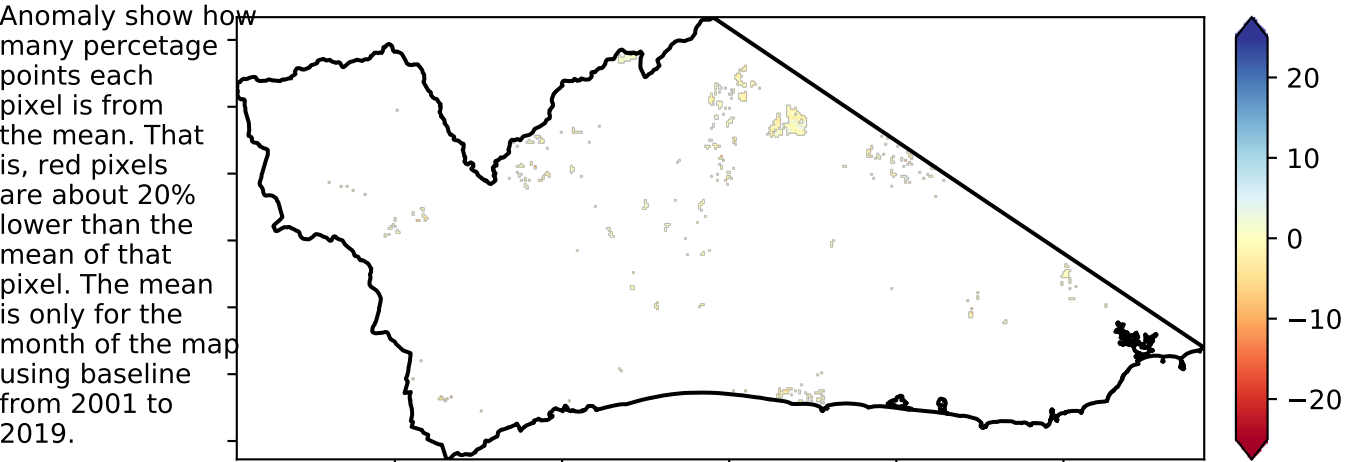 Anomaly show how
many percetage
points each
pixel is from
the mean. That
is, red pixels
are about 20%
lower than the
mean of that
pixel. The mean
is only for the
month of the map
using baseline
from 2001 to
2019.
20
10
0
−10
−20